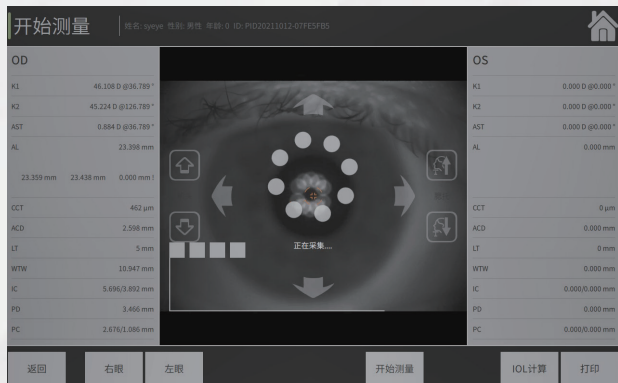 开始测量
姓名: syeye 性别: 男性 年龄: 0 ID: PID20211012-07FE5FB5
OD
K1 46.108 D @36.789 °
K2 45.224 D @126.789 °
AST 0.884 D @36.789 °
AL 23.398 mm
23.359 mm 23.438 mm 0.000 mm !
CCT 462 μm
ACD 2.598 mm
LT 5 mm
WTW 10.947 mm
IC 5.696/3.892 mm
PD 3.466 mm
PC 2.676/1.086 mm
正在采集....
OS
K1 0.000 D @0.000 °
K2 0.000 D @0.000 °
AST 0.000 D @0.000 °
AL 0.000 mm
CCT 0 μm
ACD 0.000 mm
LT 0 mm
WTW 0.000 mm
IC 0.000/0.000 mm
PD 0.000 mm
PC 0.000/0.000 mm
返回 右眼 左眼 开始测量 IOL计算 打印